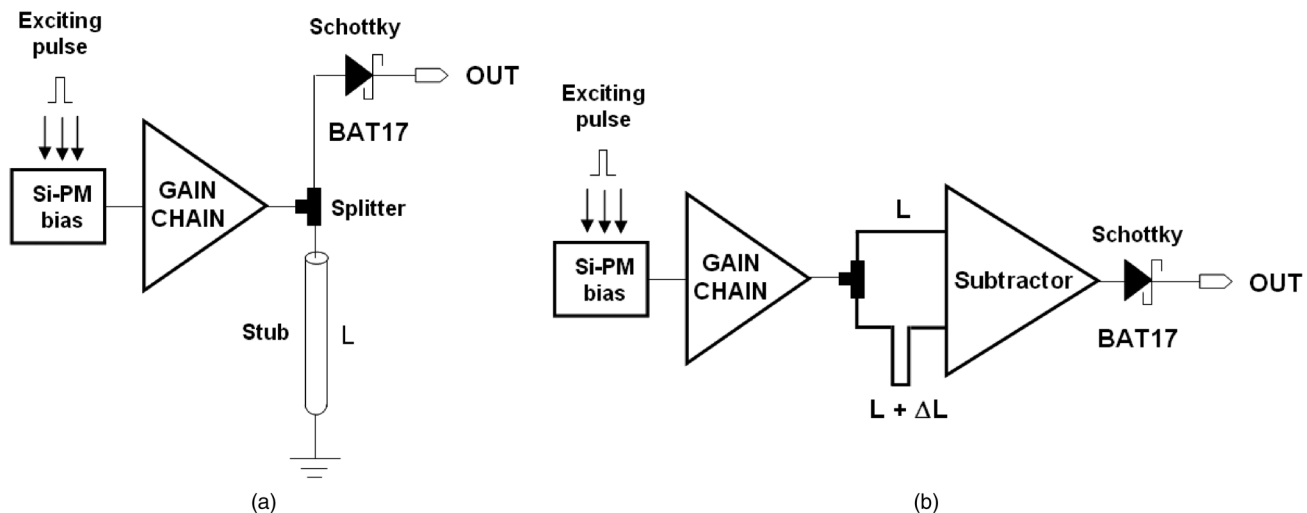 Exciting
pulse
Si-PM
bias
GAIN
CHAIN
Schottky
BAT17
OUT
Splitter
Stub
L
(a)
Exciting
pulse
Si-PM
bias
GAIN
CHAIN
L
L + ΔL
Subtractor
Schottky
BAT17
OUT
(b)